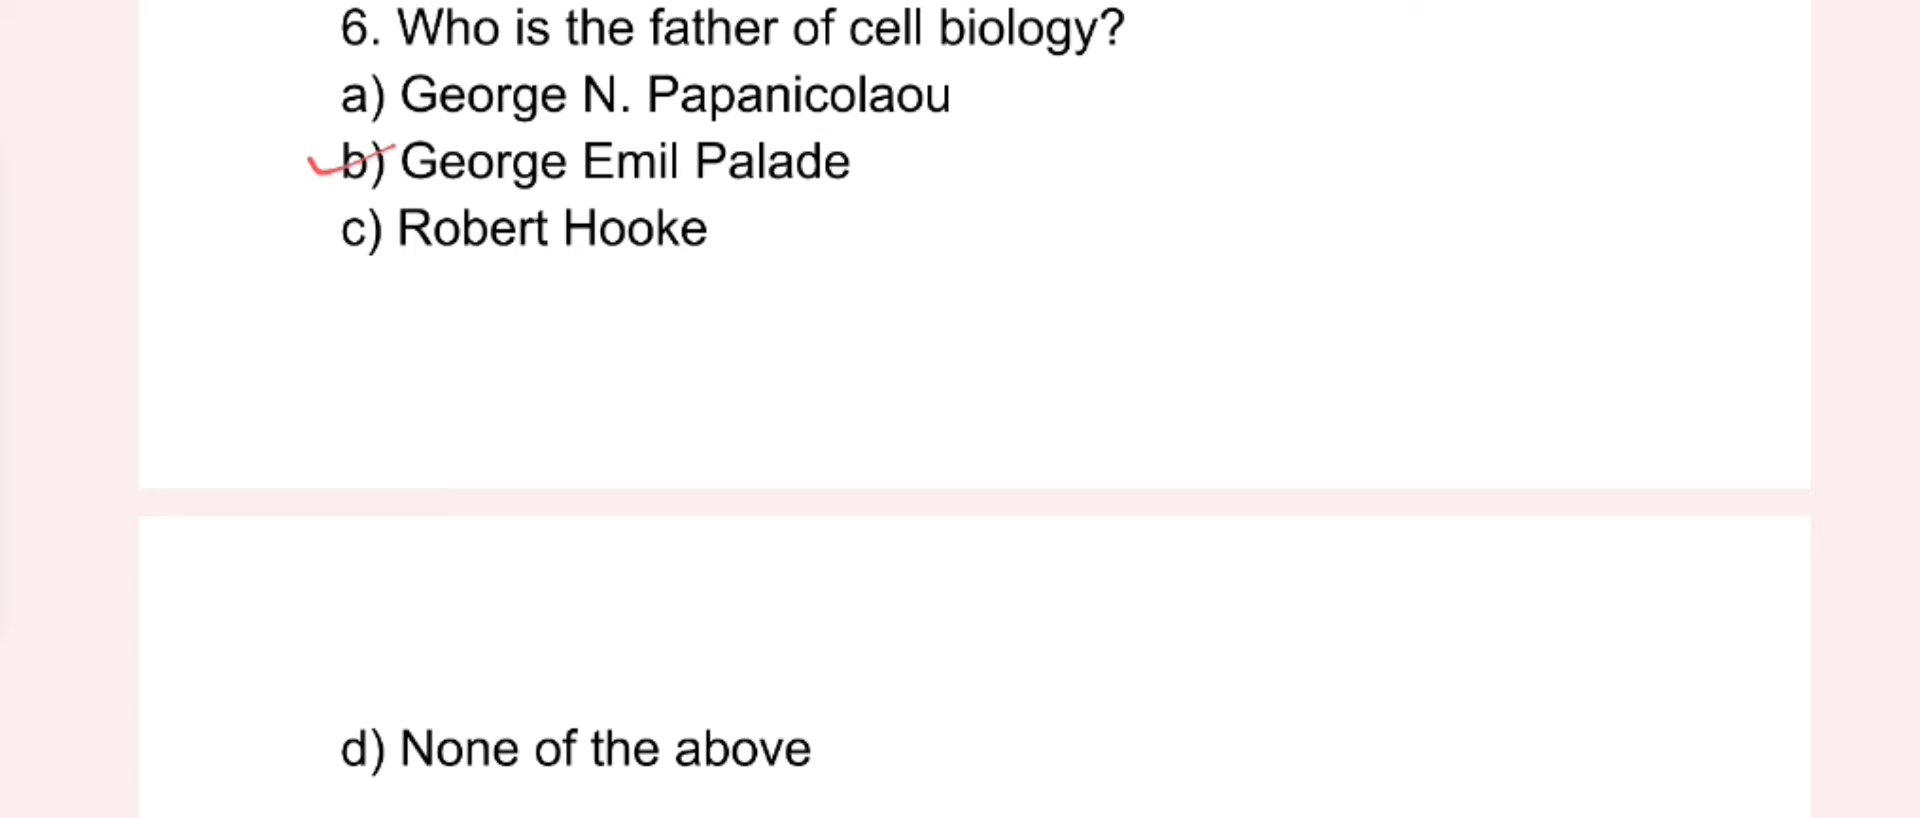 6. Who is the father of cell biology?
a) George N. Papanicolaou
b) George Emil Palade
c) Robert Hooke
d) None of the above